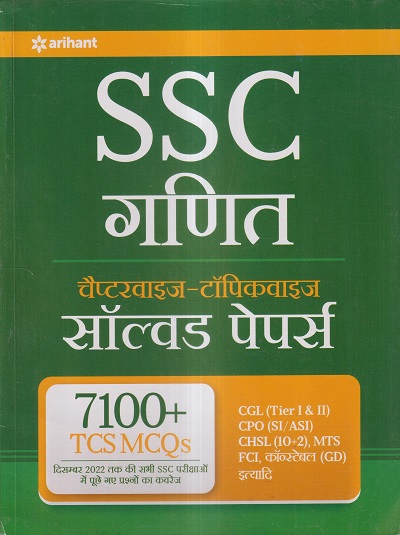 arihant
SSC
गणित
चैप्टरवाइज-टॉपिकवाइज
सॉल्वड पेपर्स
7100+
TCS MCQs
दिसम्बर 2022 तक की सभी SSC परीक्षाओं
में पूछे गए प्रश्नों का कवरेज
CGL (Tier I & II)
CPO (SI/ASI)
CHSL (10+2), MTS
FCI, कॉन्स्टेबल (GD)
इत्यादि